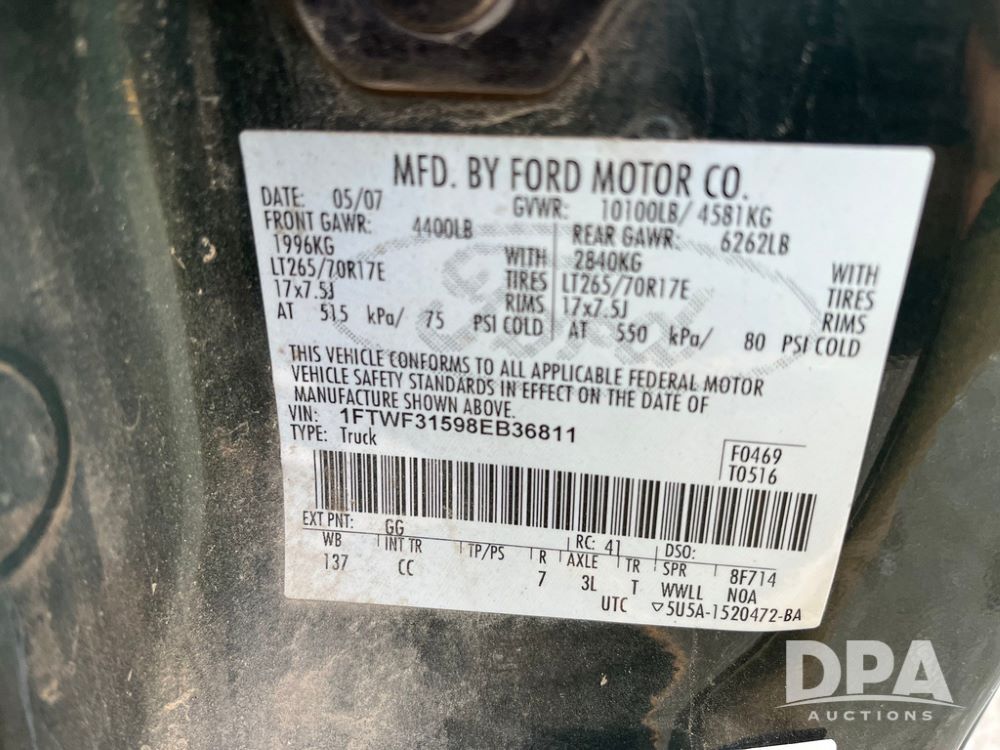 MFD. BY FORD MOTOR CO.
DATE: 05/07 GVWR: 10100LB/ 4581KG
FRONT GAWR: 4400LB REAR GAWR: 6262LB
1996KG WITH 2840KG WITH
LT265/70R17E TIRES LT265/70R17E TIRES
17x7.5J RIMS 17x7.5J RIMS
AT 515 kPa/ 75 PSI COLD AT 550 kPa/ 80 PSI COLD
THIS VEHICLE CONFORMS TO ALL APPLICABLE FEDERAL MOTOR
VEHICLE SAFETY STANDARDS IN EFFECT ON THE DATE OF
MANUFACTURE SHOWN ABOVE.
VIN: 1FTWF31598EB36811
TYPE: Truck
F0469
T0516
EXT PNT: GG RC: 41 DSO:
WB INT TR TP/PS R AXLE TR SPR 8F714
137 CC 7 3L T WWLL NOA
UTC ▽5U5A-1520472-BA
DPA
AUCTIONS